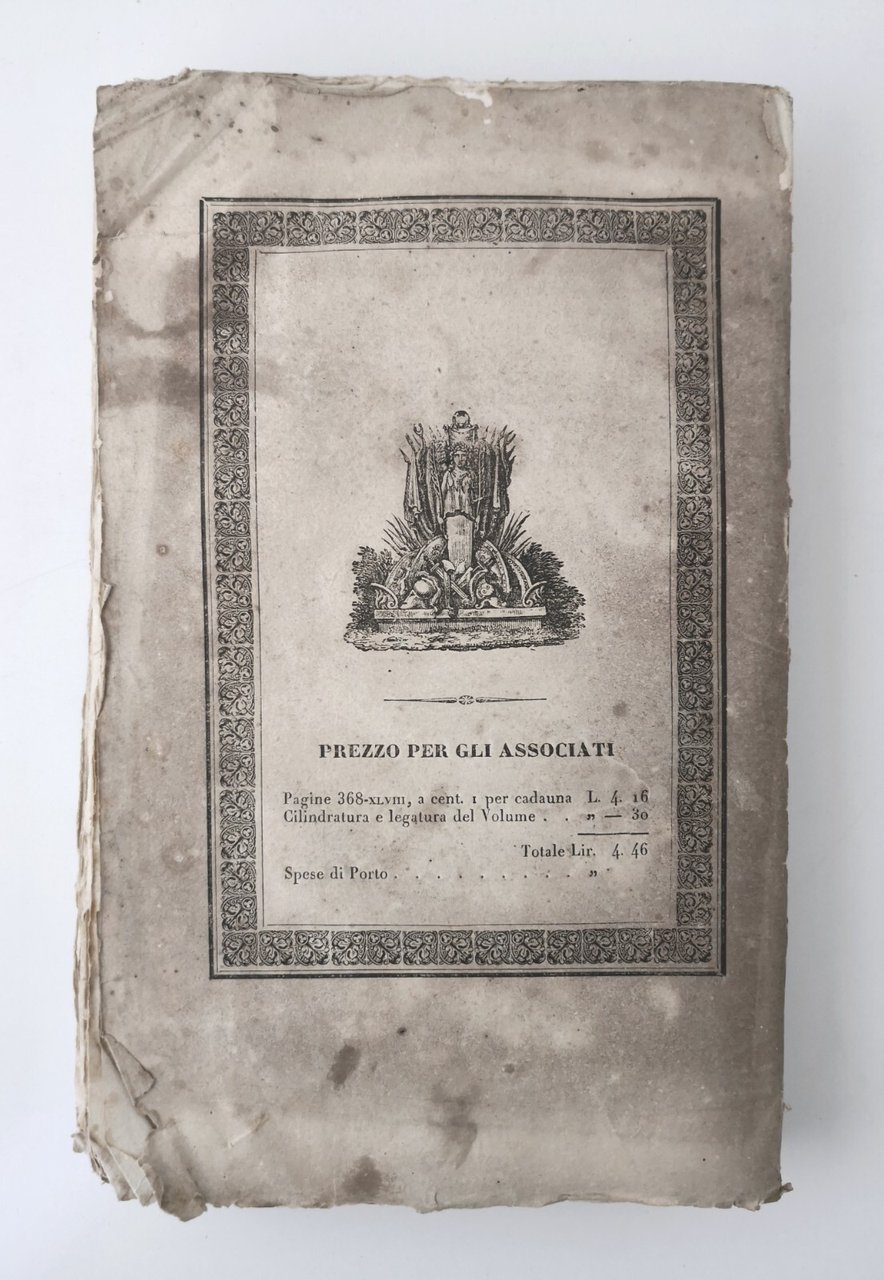 PREZZO PER GLI ASSOCIATI
Pagine 368-XLVIII, a cent. 1 per cadauna L. 4. 16
Cilindratura e legatura del Volume . . „ — 30
Totale Lir. 4. 46
Spese di Porto . . . . . . . . . . „